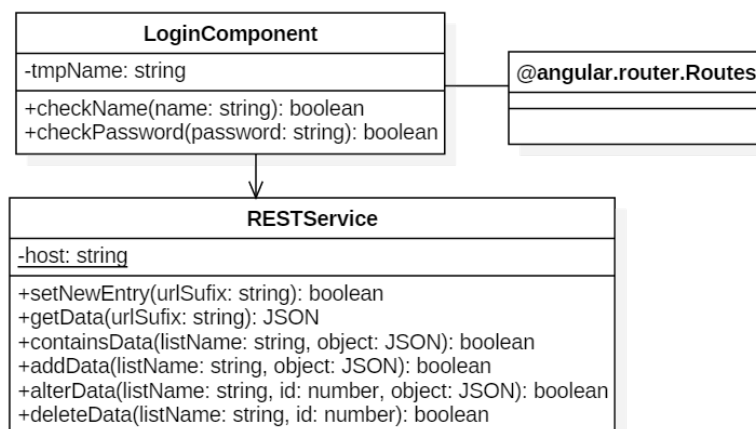 LoginComponent
-tmpName: string
+checkName(name: string): boolean
+checkPassword(password: string): boolean
@angular.router.Routes
RESTService
-host: string
+setNewEntry(urlSufix: string): boolean
+getData(urlSufix: string): JSON
+containsData(listName: string, object: JSON): boolean
+addData(listName: string, object: JSON): boolean
+alterData(listName: string, id: number, object: JSON): boolean
+deleteData(listName: string, id: number): boolean